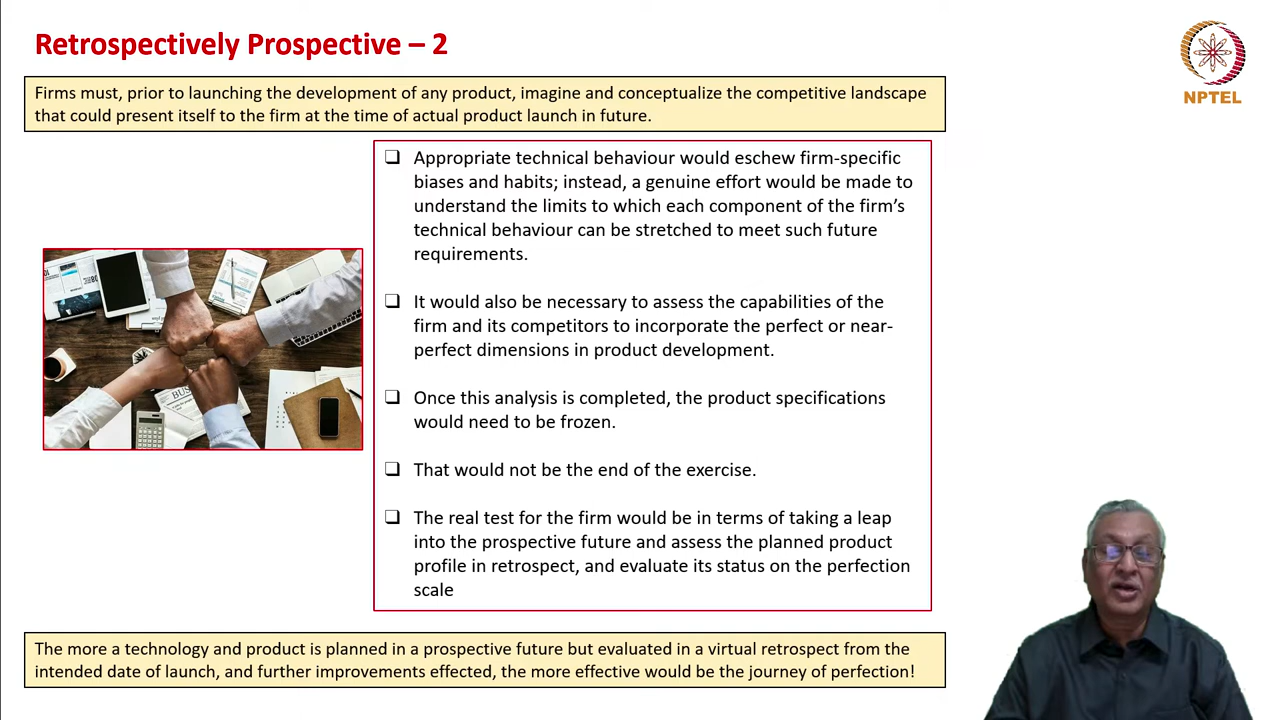 Retrospectively Prospective – 2
NPTEL
Firms must, prior to launching the development of any product, imagine and conceptualize the competitive landscape
that could present itself to the firm at the time of actual product launch in future.
❑ Appropriate technical behaviour would eschew firm-specific
biases and habits; instead, a genuine effort would be made to
understand the limits to which each component of the firm’s
technical behaviour can be stretched to meet such future
requirements.
❑ It would also be necessary to assess the capabilities of the
firm and its competitors to incorporate the perfect or near-
perfect dimensions in product development.
❑ Once this analysis is completed, the product specifications
would need to be frozen.
❑ That would not be the end of the exercise.
❑ The real test for the firm would be in terms of taking a leap
into the prospective future and assess the planned product
profile in retrospect, and evaluate its status on the perfection
scale
The more a technology and product is planned in a prospective future but evaluated in a virtual retrospect from the
intended date of launch, and further improvements effected, the more effective would be the journey of perfection!